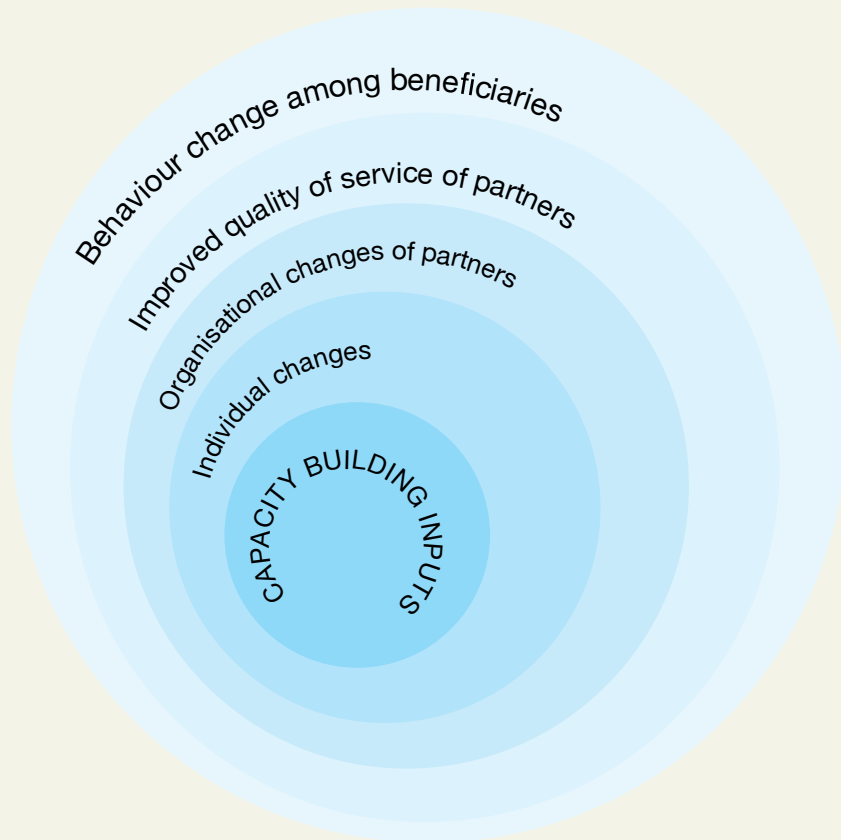 Behaviour change among beneficiaries
Improved quality of service of partners
Organisational changes of partners
Individual changes
CAPACITY BUILDING INPUTS